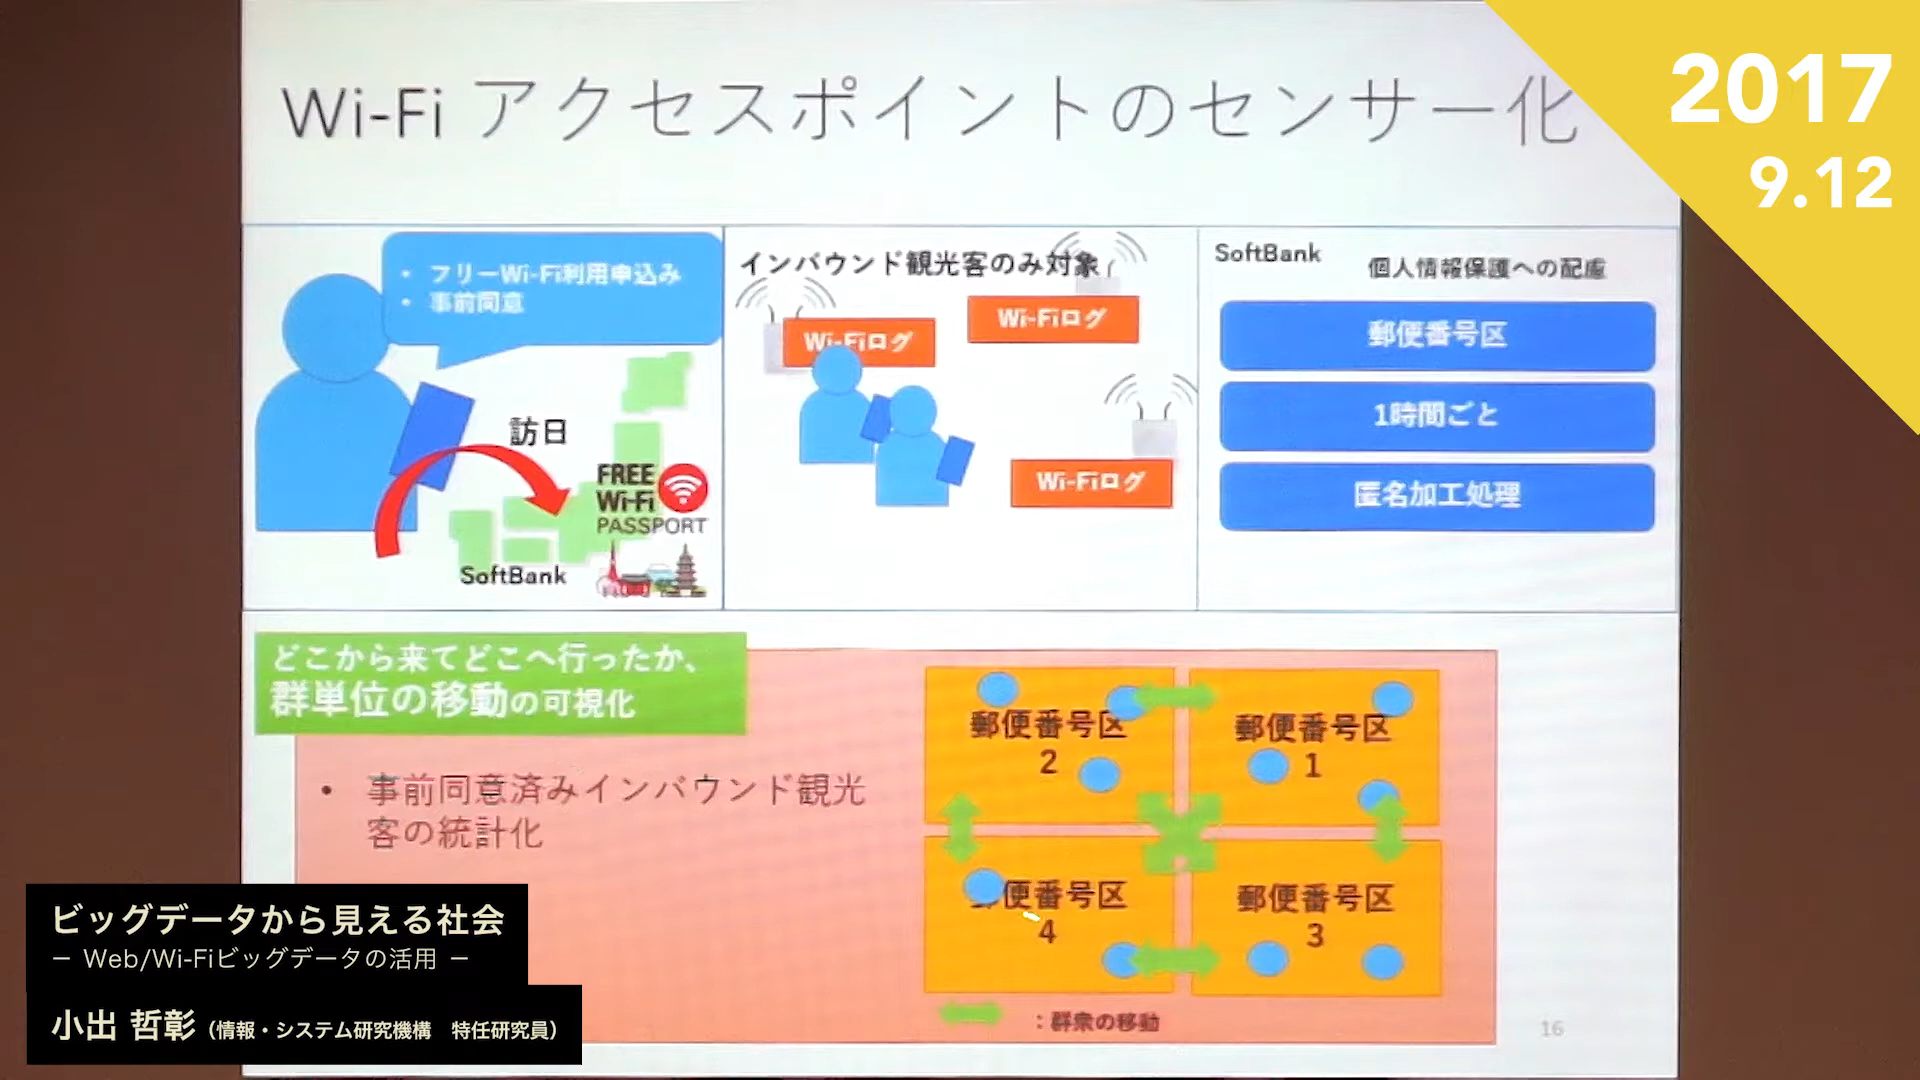 2017
9.12
Wi-Fi アクセスポイントのセンサー化
・ フリーWi-Fi利用申込み
・ 事前同意
訪日
FREE
Wi-Fi
PASSPORT
SoftBank
インバウンド観光客のみ対象
Wi-Fiログ
Wi-Fiログ
Wi-Fiログ
SoftBank
個人情報保護への配慮
郵便番号区
1時間ごと
匿名加工処理
どこから来てどこへ行ったか、
群単位の移動の可視化
• 事前同意済みインバウンド観光
客の統計化
郵便番号区
2
郵便番号区
1
便番号区
4
郵便番号区
3
：群衆の移動
16
ビッグデータから見える社会
− Web/Wi-Fiビッグデータの活用 −
小出 哲彰（情報・システム研究機構　特任研究員）